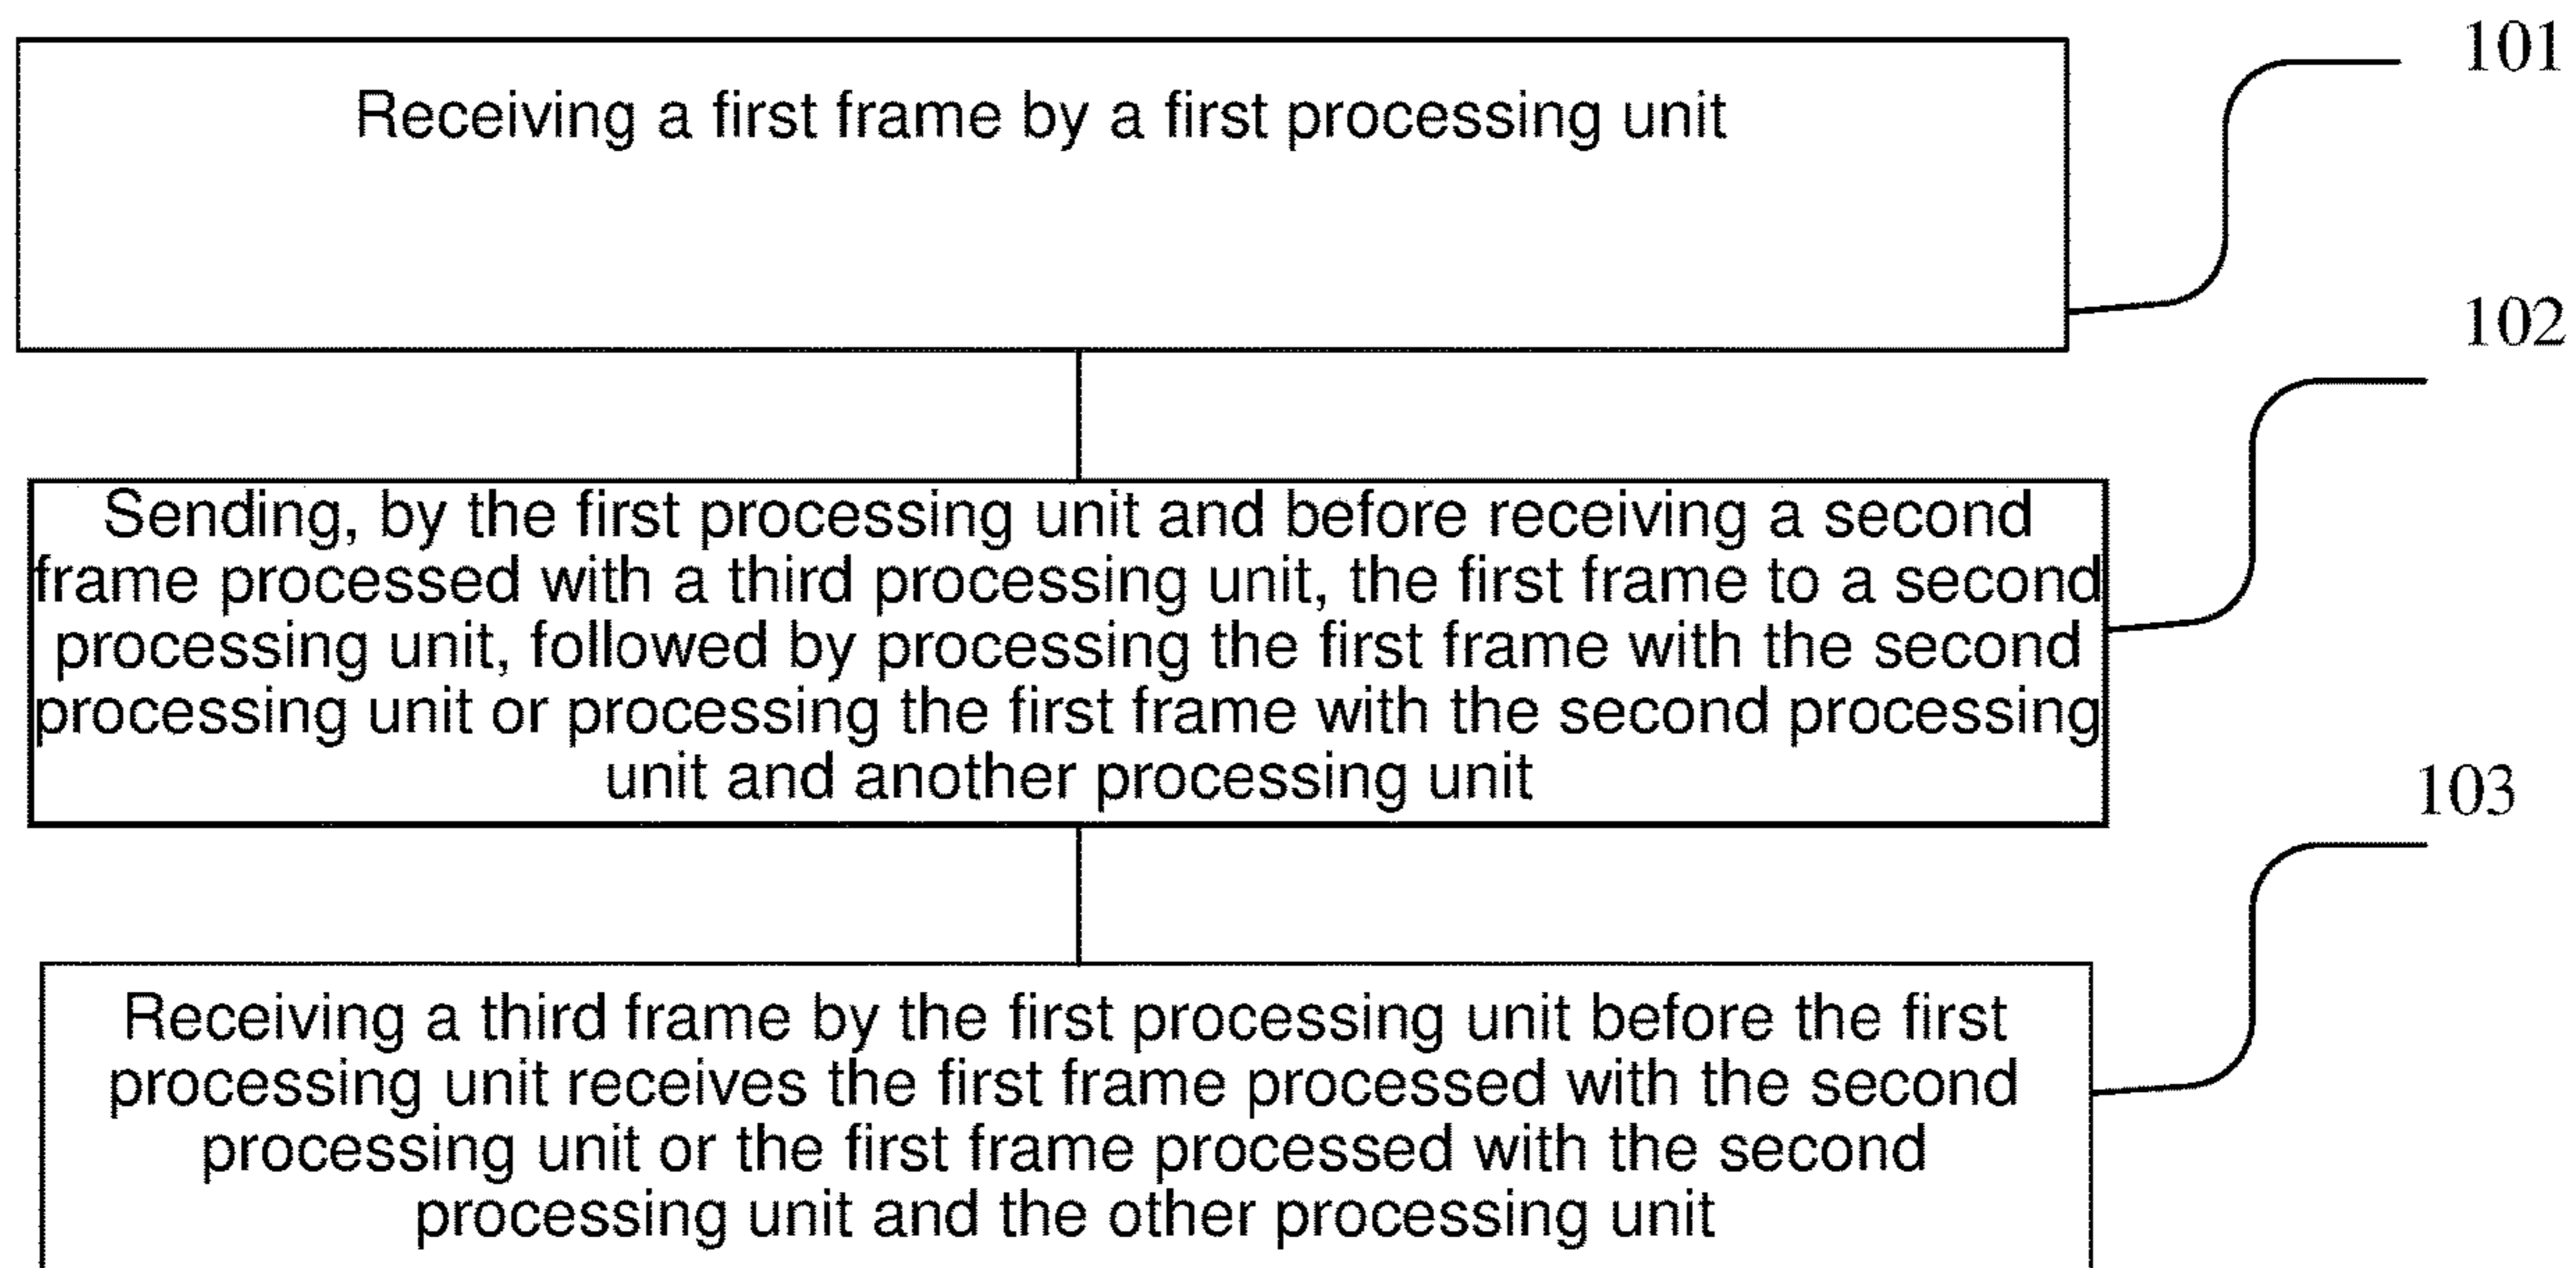 101
Receiving a first frame by a first processing unit
102
Sending, by the first processing unit and before receiving a second
frame processed with a third processing unit, the first frame to a second
processing unit, followed by processing the first frame with the second
processing unit or processing the first frame with the second processing
unit and another processing unit
103
Receiving a third frame by the first processing unit before the first
processing unit receives the first frame processed with the second
processing unit or the first frame processed with the second
processing unit and the other processing unit